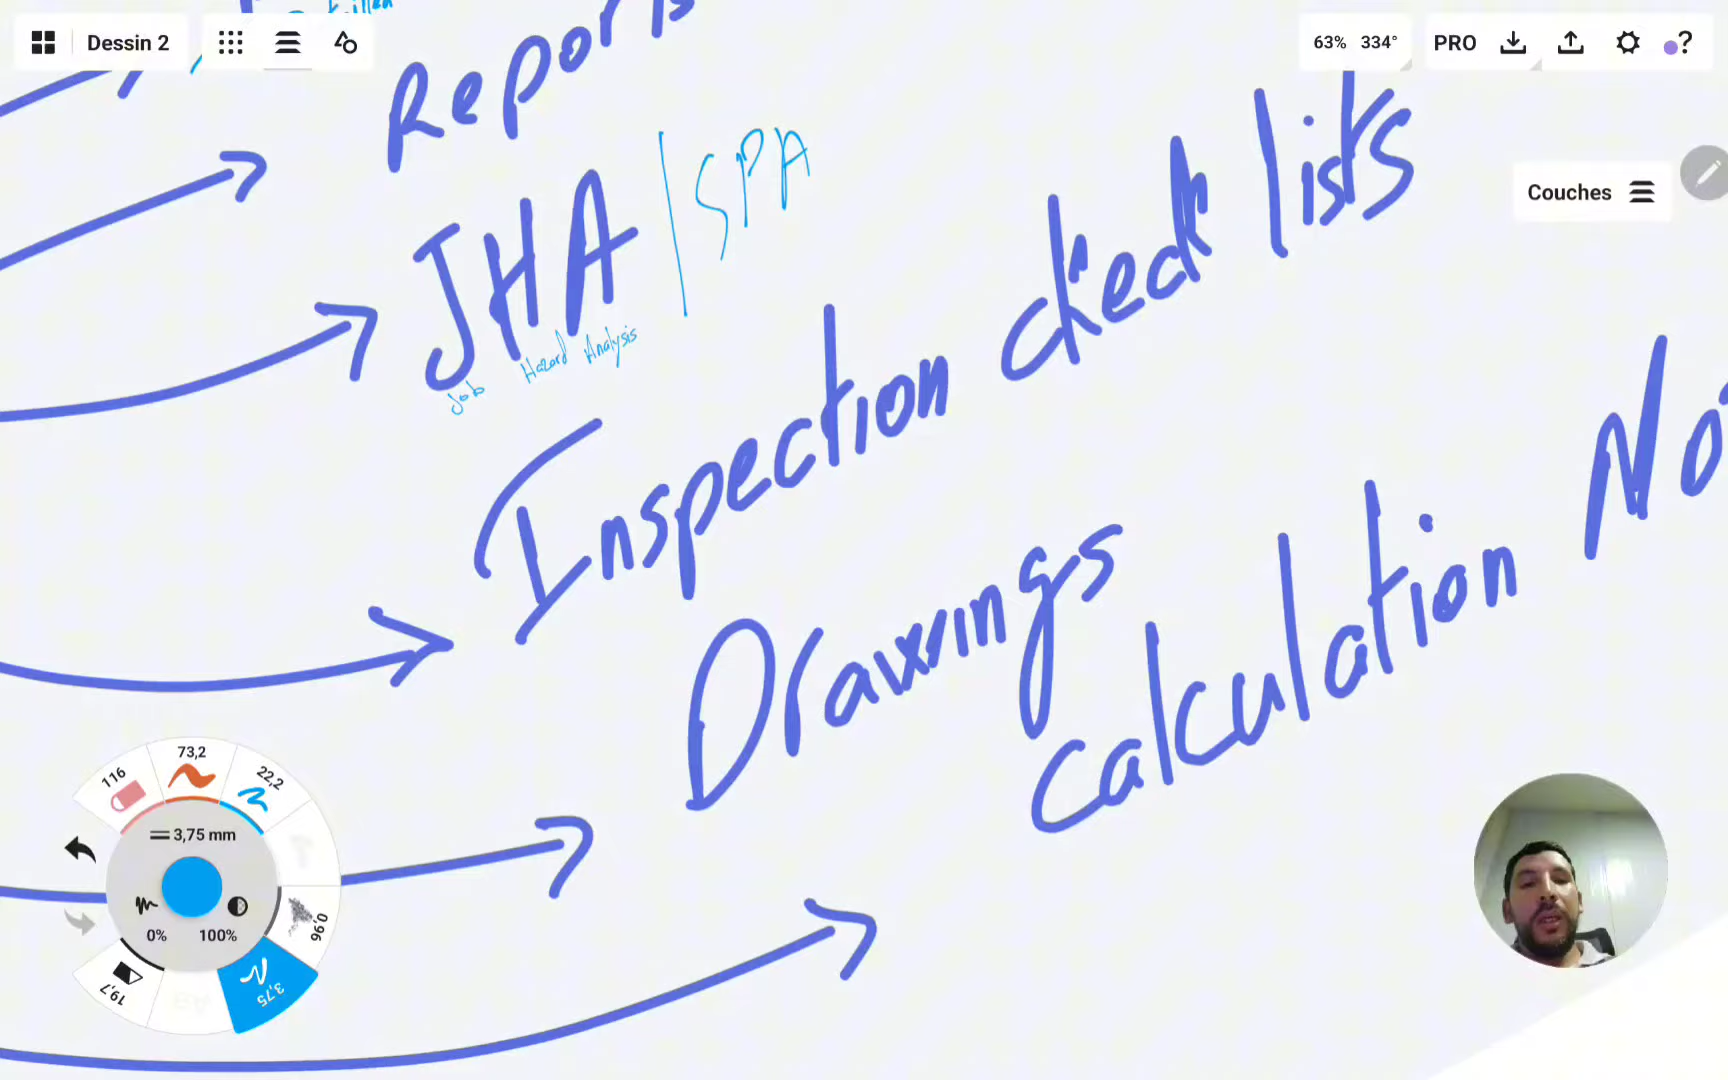 Dessin 2
63% 334°
PRO
?
Couches
Reports
JHA | SPA
Job Hazard Analysis
Inspection check lists
Drawings
calculation No
116
73,2
22,2
3,75 mm
0%
100%
96,0
3,75
19,7